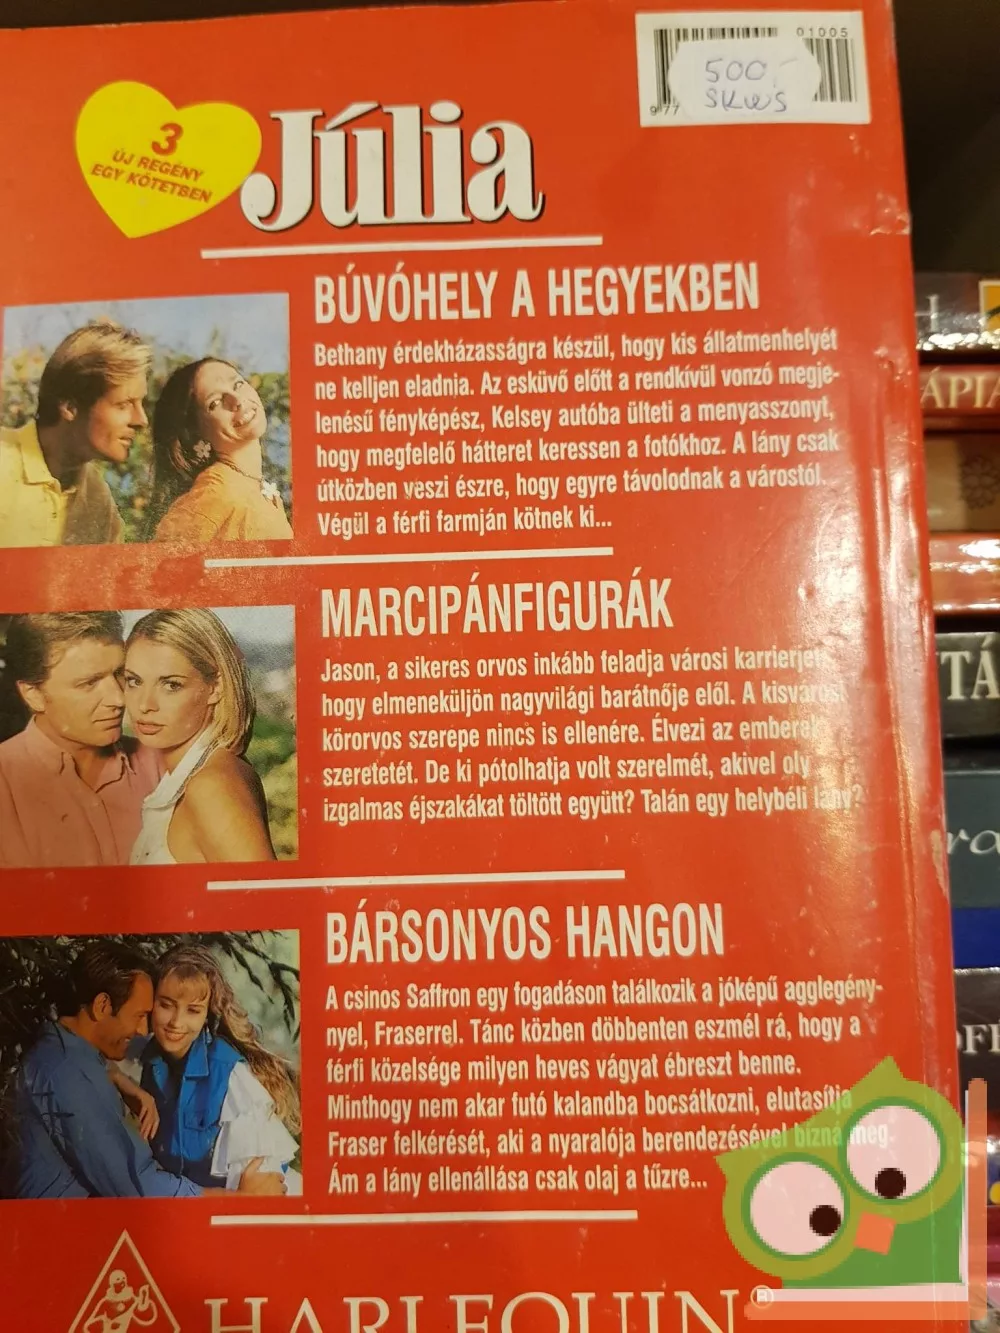 01005
9 77
500,-
SKWS
3
ÚJ REGÉNY
EGY KÖTETBEN
Júlia
BÚVÓHELY A HEGYEKBEN
Bethany érdekházasságra készül, hogy kis állatmenhelyét
ne kelljen eladnia. Az esküvő előtt a rendkívül vonzó megje-
lenésű fényképész, Kelsey autóba ülteti a menyasszonyt,
hogy megfelelő hátteret keressen a fotókhoz. A lány csak
útközben veszi észre, hogy egyre távolodnak a várostól.
Végül a férfi farmján kötnek ki...
MARCIPÁNFIGURÁK
Jason, a sikeres orvos inkább feladja városi karrierjét,
hogy elmeneküljön nagyvilági barátnője elől. A kisvárosi
körorvos szerepe nincs is ellenére. Élvezi az emberek
szeretetét. De ki pótolhatja volt szerelmét, akivel oly
izgalmas éjszakákat töltött együtt? Talán egy helybéli lány?
BÁRSONYOS HANGON
A csinos Saffron egy fogadáson találkozik a jóképű agglegény-
nyel, Fraserrel. Tánc közben döbbenten eszmél rá, hogy a
férfi közelsége milyen heves vágyat ébreszt benne.
Minthogy nem akar futó kalandba bocsátkozni, elutasítja
Fraser felkérését, aki a nyaralója berendezésével bízná meg.
Ám a lány ellenállása csak olaj a tűzre...
HARLEQUIN®
ÁPIA
TÁ
ra